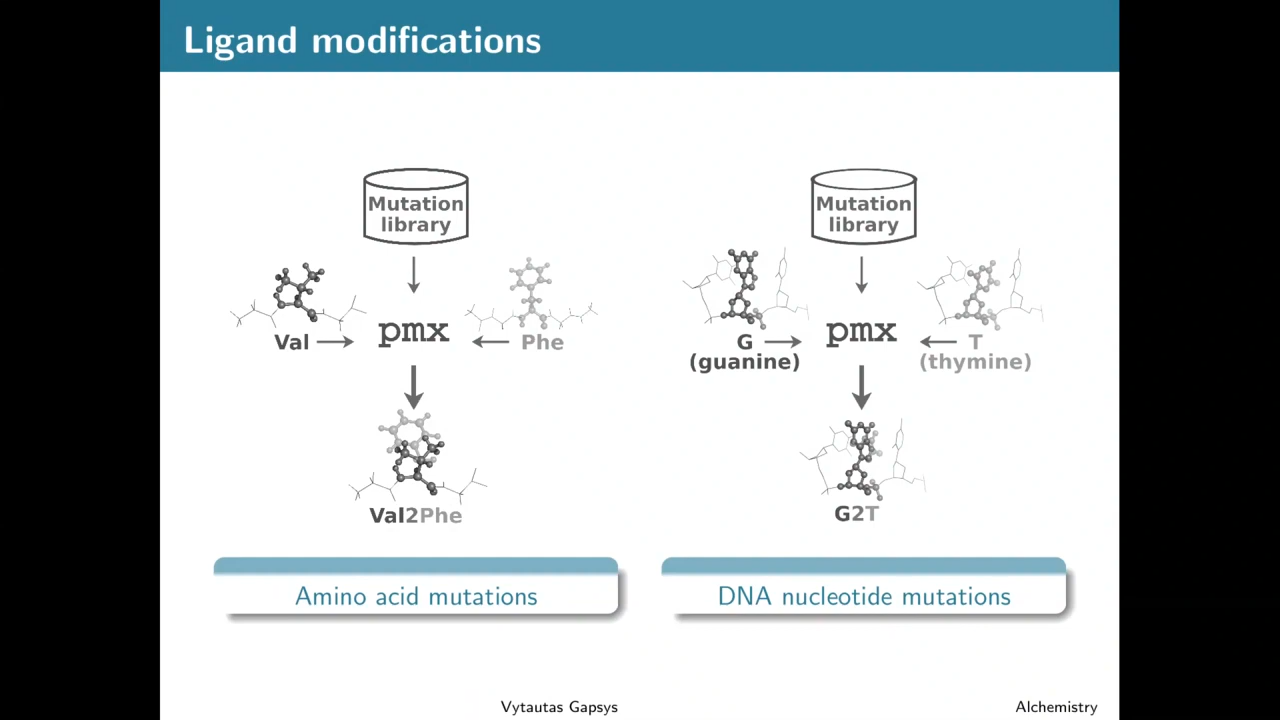 Ligand modifications
Mutation
library
Val
pmx
Phe
Val2Phe
Amino acid mutations
Mutation
library
G
(guanine)
pmx
T
(thymine)
G2T
DNA nucleotide mutations
Vytautas Gapsys
Alchemistry